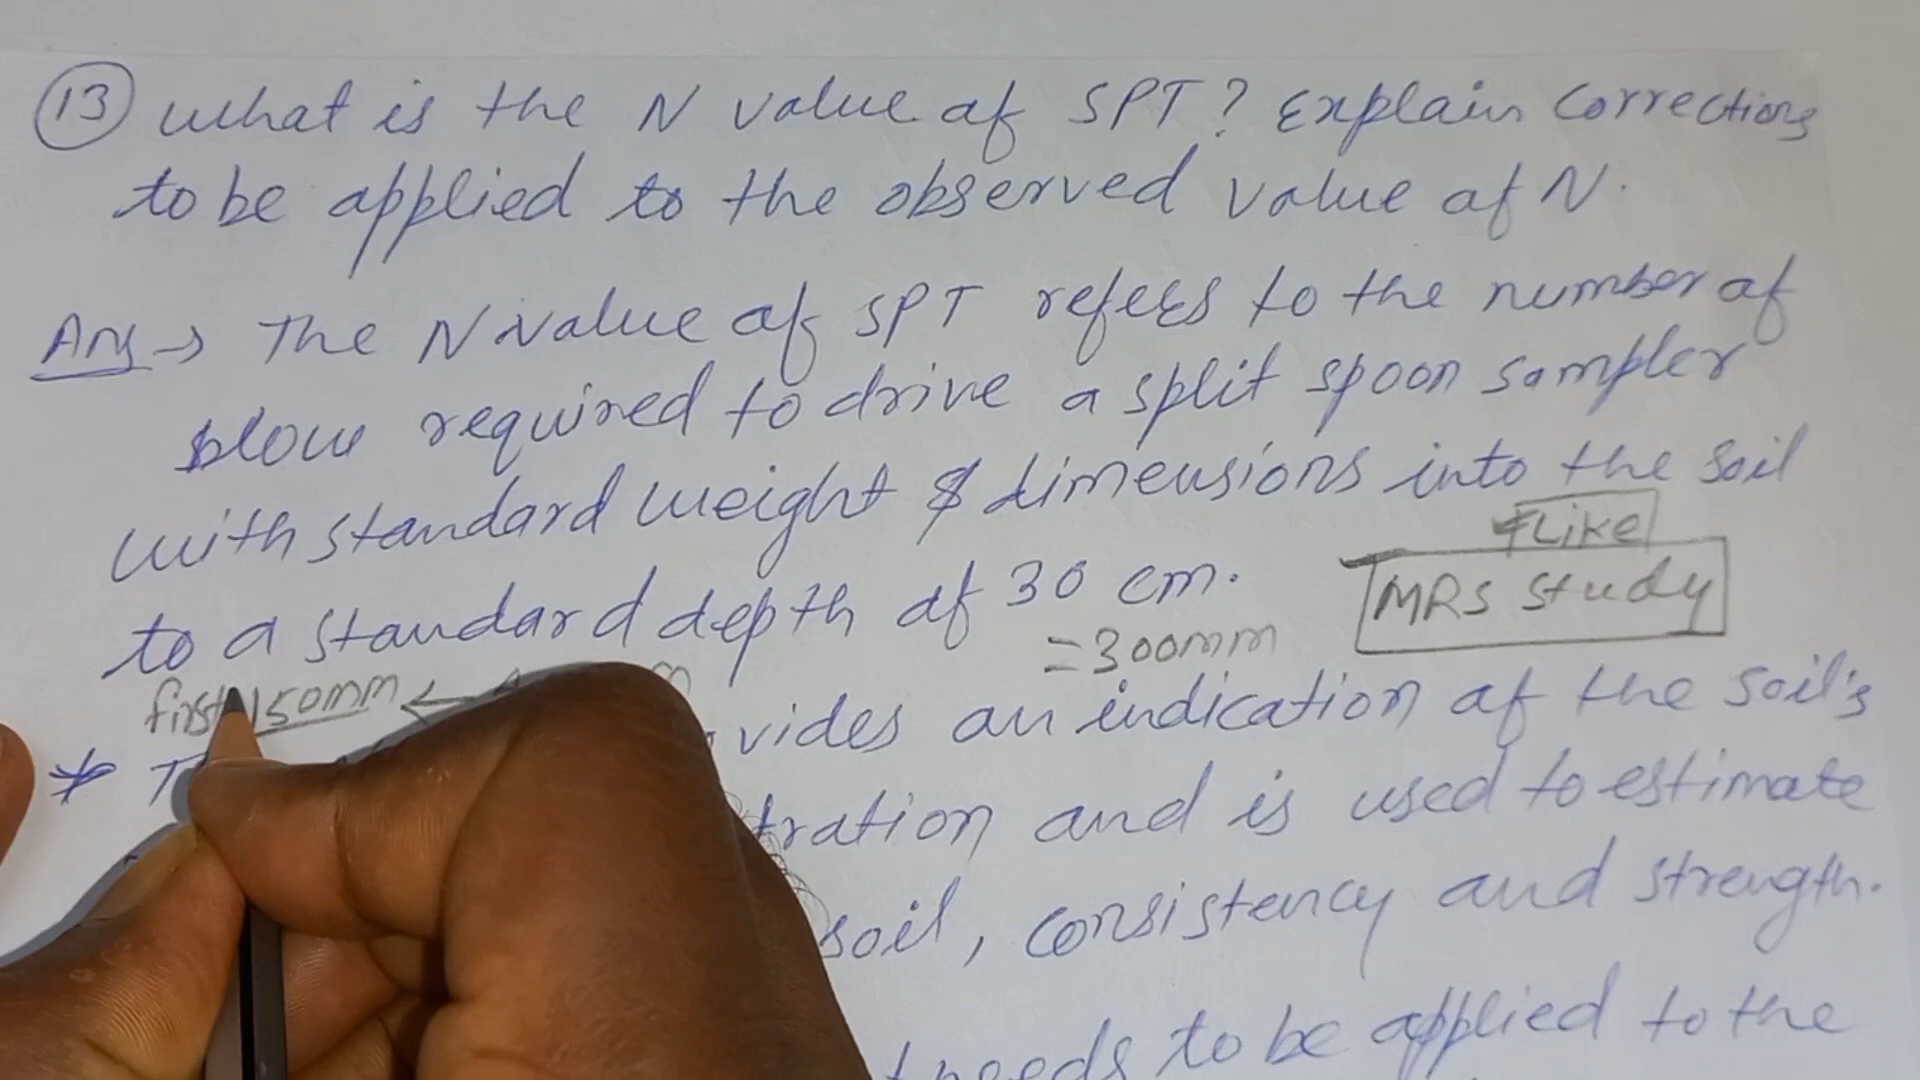 13 What is the N value of SPT? Explain Corrections
to be applied to the observed value of N.
Ans → The N value of SPT refers to the number of
blow required to drive a split spoon sampler
with standard weight & dimensions into the soil
Like
to a standard depth of 30 cm.
MRS Study
= 300mm
first 150mm ←
* vides an indication of the soil's
tration and is used to estimate
soil, consistency and strength.
needs to be applied to the